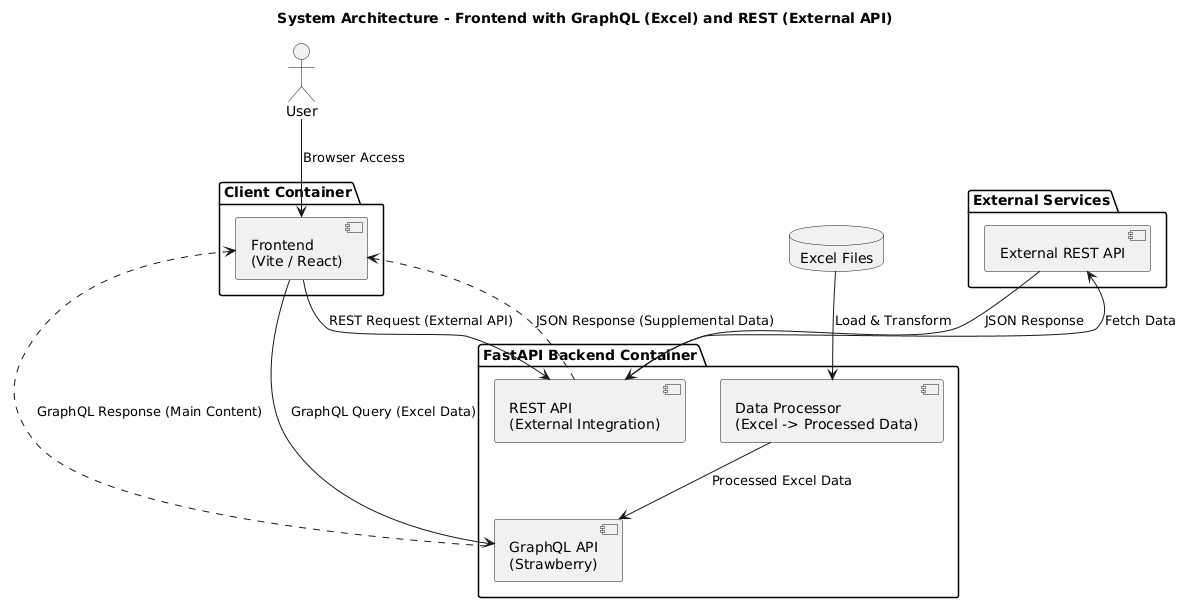 System Architecture - Frontend with GraphQL (Excel) and REST (External API)
User
Browser Access
Client Container
Frontend
(Vite / React)
External Services
External REST API
Excel Files
REST Request (External API)
JSON Response (Supplemental Data)
Load & Transform
JSON Response
Fetch Data
FastAPI Backend Container
REST API
(External Integration)
Data Processor
(Excel -> Processed Data)
GraphQL Response (Main Content)
GraphQL Query (Excel Data)
Processed Excel Data
GraphQL API
(Strawberry)